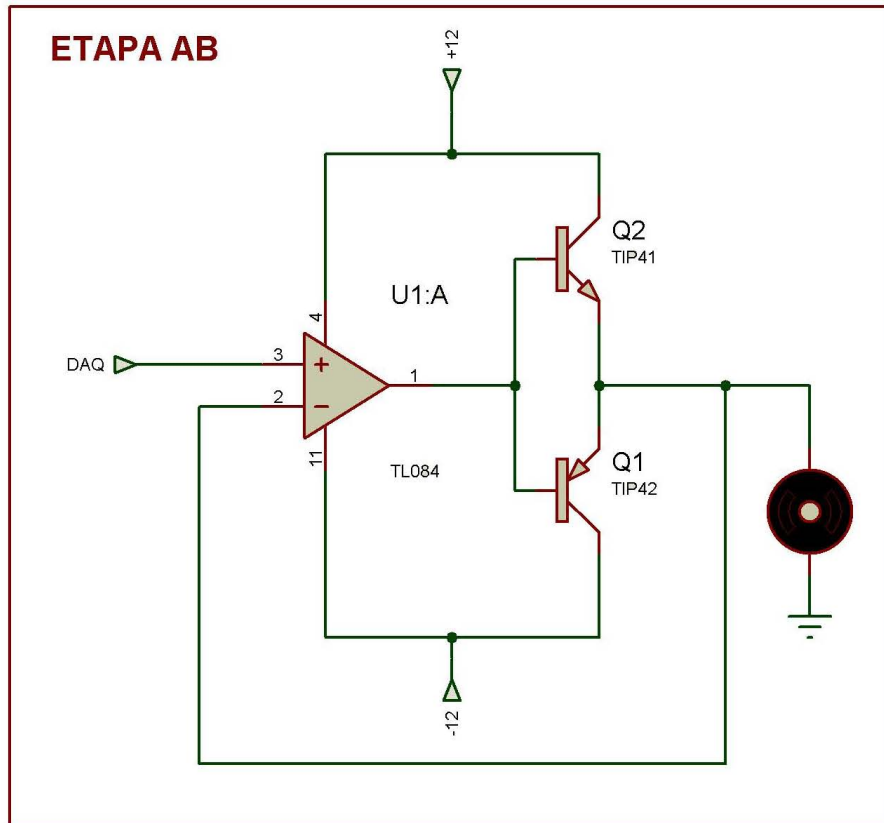 ETAPA AB
+12
Q2
TIP41
U1:A
4
DAQ
3
+
1
2
−
11
TL084
Q1
TIP42
-12